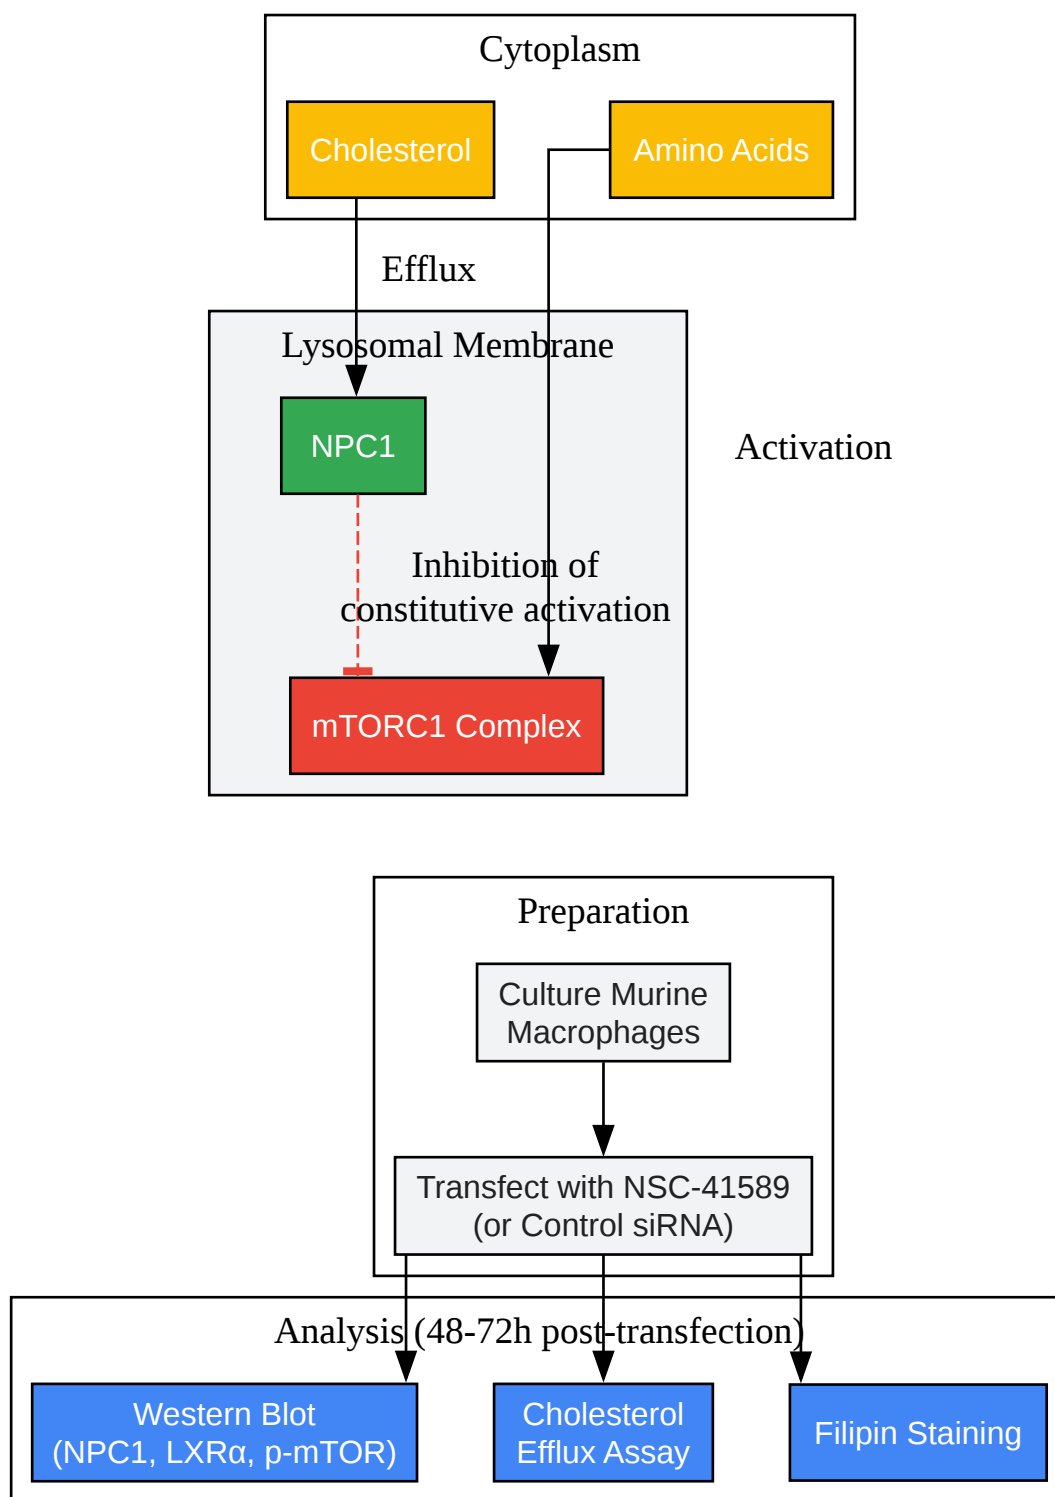 Cytoplasm
Cholesterol
Amino Acids
Efflux
Lysosomal Membrane
NPC1
Activation
Inhibition of
constitutive activation
mTORC1 Complex
Preparation
Culture Murine
Macrophages
Transfect with NSC-41589
(or Control siRNA)
Analysis (48-72h post-transfection)
Western Blot
(NPC1, LXRα, p-mTOR)
Cholesterol
Efflux Assay
Filipin Staining